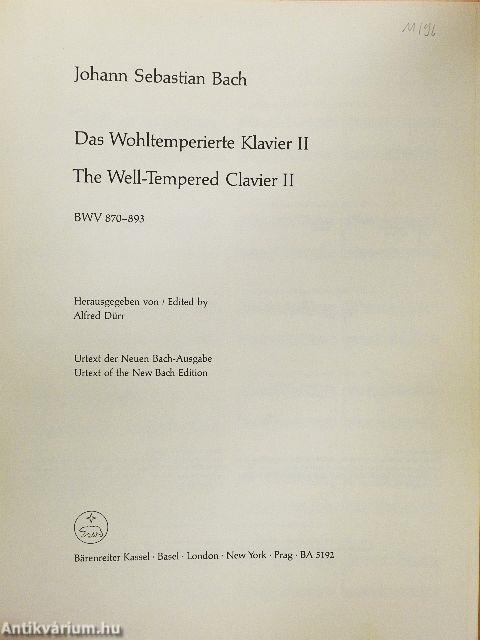 M196
Johann Sebastian Bach
Das Wohltemperierte Klavier II
The Well-Tempered Clavier II
BWV 870–893
Herausgegeben von / Edited by
Alfred Dürr
Urtext der Neuen Bach-Ausgabe
Urtext of the New Bach Edition
Bärenreiter Kassel · Basel · London · New York · Prag · BA 5192
Antikvárium.hu